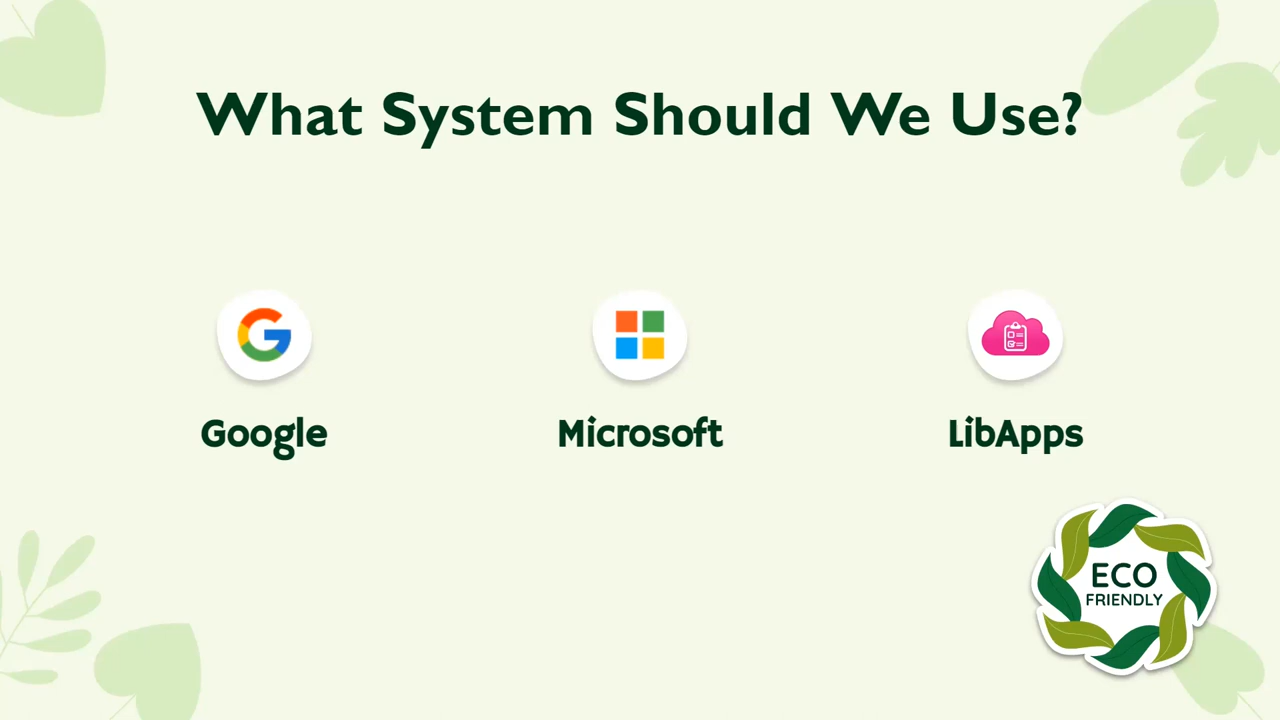 What System Should We Use?
Google
Microsoft
LibApps
ECO
FRIENDLY